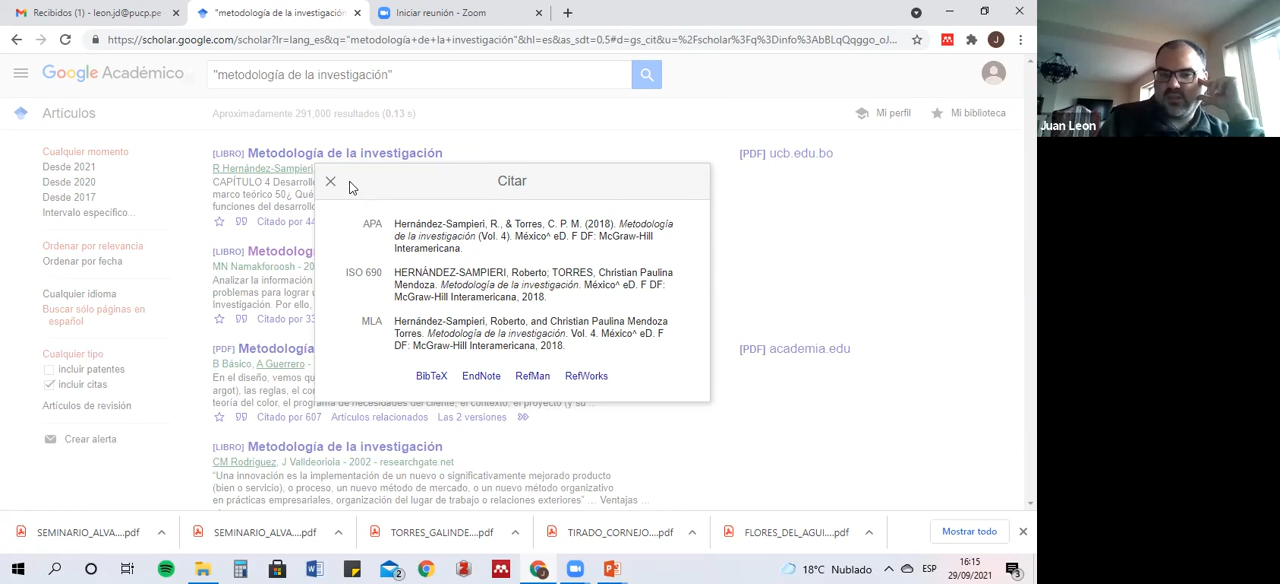 Recibidos (1) - leon.jd@pucp.pe
"metodología de la investigación
Iniciar reunión - Zoom
https://scholar.google.com/scholar?lr=lang_es&q="metodología+de+la+investigación"&hl=es&as_sdt=0,5#d=gs_cit&u=%2Fscholar%3Fq%3Dinfo%3AbBLqQqggo_oJ...
J
Google Académico
"metodología de la investigación"
Artículos
Aproximadamente 291,000 resultados (0.13 s)
Mi perfil
Mi biblioteca
Cualquier momento
Desde 2021
Desde 2020
Desde 2017
Intervalo específico...
Ordenar por relevancia
Ordenar por fecha
Cualquier idioma
Buscar sólo páginas en
español
Cualquier tipo
incluir patentes
incluir citas
Artículos de revisión
Crear alerta
[LIBRO] Metodología de la investigación
R Hernández-Sampieri
CAPÍTULO 4 Desarrol
marco teórico 50¿ Qué
funciones del desarrol
Citado por 44
[PDF] ucb.edu.bo
[LIBRO] Metodolog
MN Namakforoosh - 20
Analizar la información
problemas para lograr
investigación. Por ello,
Citado por 33
[PDF] Metodología
B Básico, A Guerrero -
En el diseño, vemos q
argot), las reglas, el co
teoría del color, el programa de necesidades del cliente, el contexto, el proyecto (y su ...
Citado por 607 Artículos relacionados Las 2 versiones
[PDF] academia.edu
[LIBRO] Metodología de la investigación
CM Rodriguez, J Valldeoriola - 2002 - researchgate.net
"Una innovación es la implementación de un nuevo o significativamente mejorado producto
(bien o servicio), o proceso, un nuevo método de mercado, o un nuevo método organizativo
en prácticas empresariales, organización del lugar de trabajo o relaciones exteriores" ... Ventajas ...
Citar
APA
Hernández-Sampieri, R., & Torres, C. P. M. (2018). Metodología
de la investigación (Vol. 4). México^ eD. F DF: McGraw-Hill
Interamericana.
ISO 690
HERNÁNDEZ-SAMPIERI, Roberto; TORRES, Christian Paulina
Mendoza. Metodología de la investigación. México^ eD. F DF:
McGraw-Hill Interamericana, 2018.
MLA
Hernández-Sampieri, Roberto, and Christian Paulina Mendoza
Torres. Metodología de la investigación. Vol. 4. México^ eD. F
DF: McGraw-Hill Interamericana, 2018.
BibTeX EndNote RefMan RefWorks
Juan Leon
SEMINARIO_ALVA....pdf
SEMINARIO_ALVA....pdf
TORRES_GALINDE....pdf
TIRADO_CORNEJO....pdf
FLORES_DEL_AGUI....pdf
Mostrar todo
2
18°C Nublado
ESP
16:15
29/09/2021
3